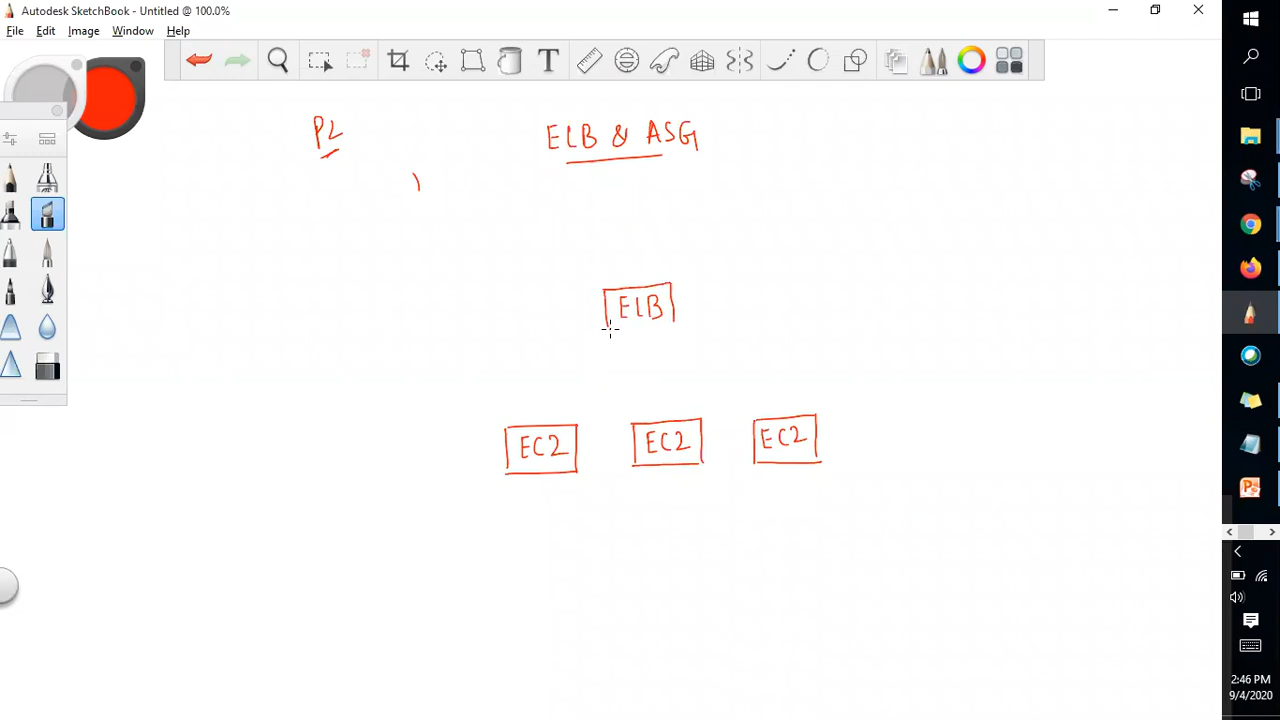 Autodesk SketchBook - Untitled @ 100.0%
File Edit Image Window Help
ELB & ASG
ELB
EC2 EC2 EC2
2:46 PM
9/4/2020